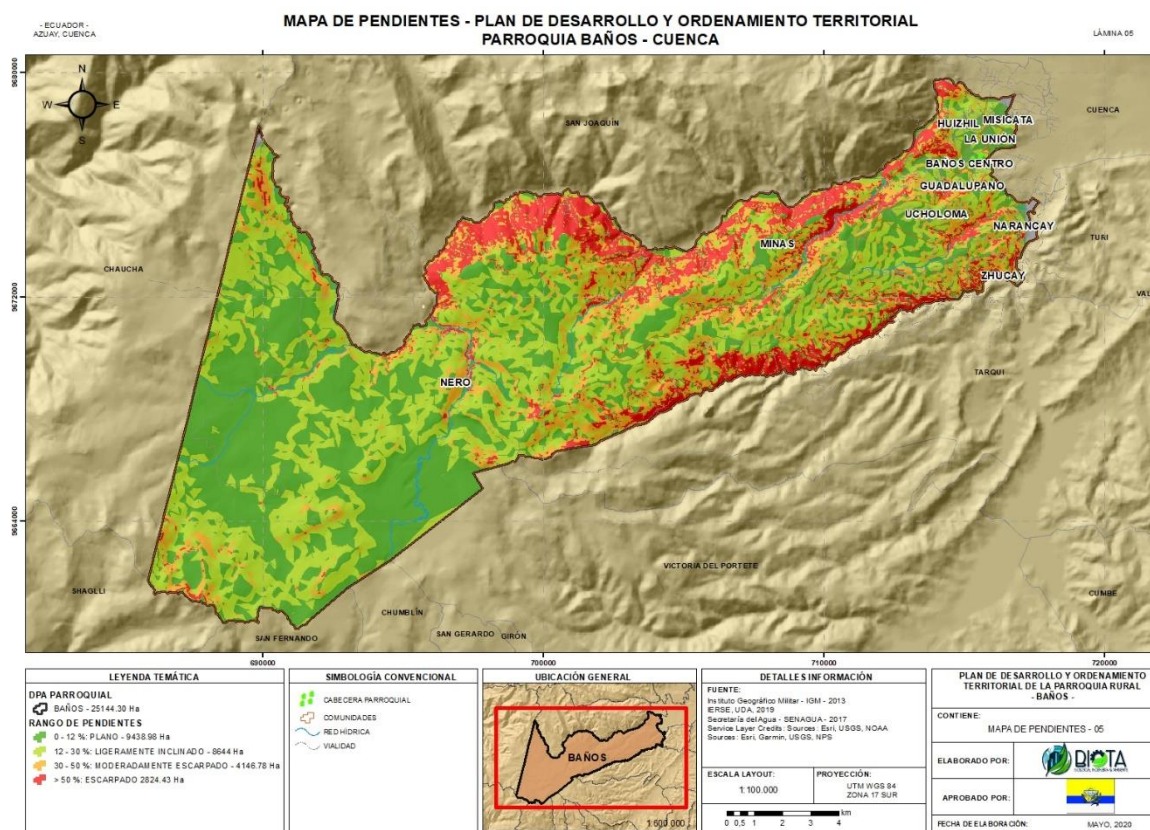 - ECUADOR -
AZUAY, CUENCA
MAPA DE PENDIENTES - PLAN DE DESARROLLO Y ORDENAMIENTO TERRITORIAL
PARROQUIA BAÑOS - CUENCA
LÁMINA 05
9680000
9672000
9664000
N
W
E
S
SAN JOAQUÍN
CUENCA
HUIZHIL
MISICATA
LA UNION
BAÑOS CENTRO
GUADALUPANO
UCHOLOMA
NARANCAY
TURI
MINAS
ZHUCAY
CHAUCHA
NERO
TARQUI
VICTORIA DEL PORTETE
SHAGLLI
CHUMBLÍN
CUMBE
SAN FERNANDO
SAN GERARDO
GIRÓN
690000
700000
710000
720000
LEYENDA TEMÁTICA
DPA PARROQUIAL
BAÑOS - 25144.30 Ha
RANGO DE PENDIENTES
0 - 12 %: PLANO - 9438.98 Ha
12 - 30 %: LIGERAMENTE INCLINADO - 8644 Ha
30 - 50 %: MODERADAMENTE ESCARPADO - 4146.78 Ha
> 50 %: ESCARPADO 2824.43 Ha
SIMBOLOGÍA CONVENCIONAL
CABECERA PARROQUIAL
COMUNIDADES
RED HÍDRICA
VIALIDAD
UBICACIÓN GENERAL
BAÑOS
1:600.000
DETALLES INFORMACIÓN
FUENTE:
Instituto Geográfico Militar - IGM - 2013
IERSE, UDA, 2019
Secretaría del Agua - SENAGUA - 2017
Service Layer Credits: Sources: Esri, USGS, NOAA
Sources: Esri, Garmin, USGS, NPS
ESCALA LAYOUT:
1:100.000
PROYECCIÓN:
UTM WGS 84
ZONA 17 SUR
km
0 0,5 1 2 3 4
PLAN DE DESARROLLO Y ORDENAMIENTO
TERRITORIAL DE LA PARROQUIA RURAL
- BAÑOS -
CONTIENE:
MAPA DE PENDIENTES - 05
ELABORADO POR:
BIOTA
APROBADO POR:
FECHA DE ELABORACIÓN:
MAYO, 2020